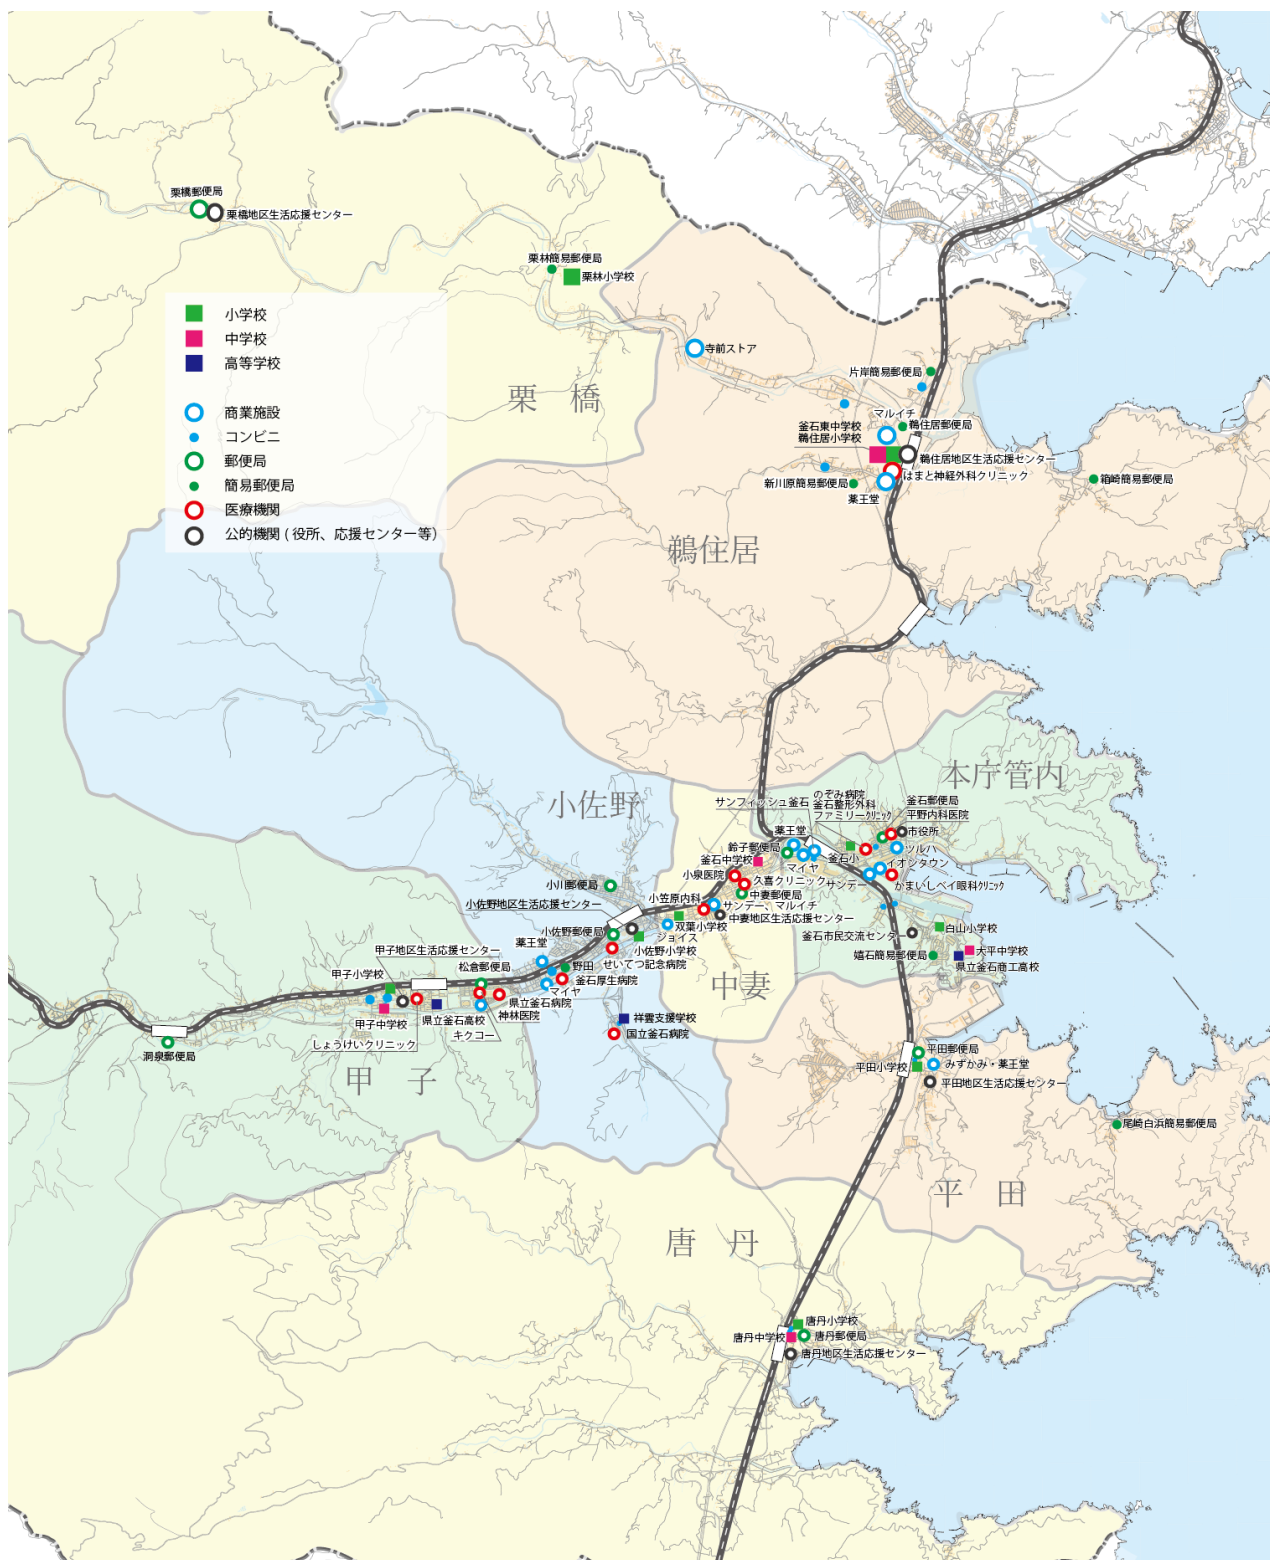 栗橋郵便局
栗橋地区生活応援センター
栗林簡易郵便局
栗林小学校
小学校
中学校
高等学校
商業施設
コンビニ
郵便局
簡易郵便局
医療機関
公的機関 ( 役所、応援センター等)
栗 橋
寺前ストア
片岸簡易郵便局
マルイチ
鵜住居郵便局
釜石東中学校
鵜住居小学校
鵜住居地区生活応援センター
はまと神経外科クリニック
新川原簡易郵便局
薬王堂
箱崎簡易郵便局
鵜住居
本庁管内
小佐野
サンフィッシュ釜石
のぞみ病院
釜石整形外科
ファミリークリニック
釜石郵便局
平野内科医院
市役所
薬王堂
鈴子郵便局
釜石中学校
マイヤ
釜石小
ツルハ
イオンタウン
サンデー
かまいしベイ眼科クリニック
小泉医院
久喜クリニック
中妻郵便局
小川郵便局
小笠原内科
サンデー、マルイチ
小佐野地区生活応援センター
中妻地区生活応援センター
双葉小学校
ジョイス
小佐野郵便局
小佐野小学校
せいてつ記念病院
釜石市民交流センター
白山小学校
嬉石簡易郵便局
大平中学校
県立釜石商工高校
甲子地区生活応援センター
薬王堂
松倉郵便局
甲子小学校
野田
釜石厚生病院
マイヤ
中妻
県立釜石病院
神林医院
県立釜石高校
キクコー
甲子中学校
しょうけいクリニック
祥雲支援学校
国立釜石病院
洞泉郵便局
甲 子
平田郵便局
平田小学校
みずかみ・薬王堂
平田地区生活応援センター
尾崎白浜簡易郵便局
平 田
唐 丹
唐丹小学校
唐丹中学校
唐丹郵便局
唐丹地区生活応援センター